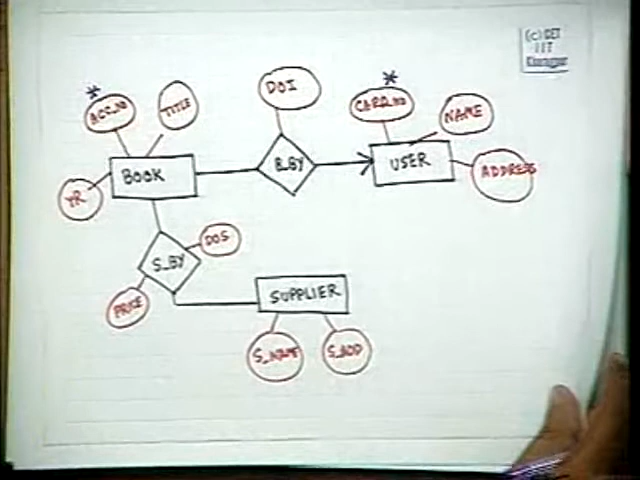 (c) CET
IIT
Kharagpur
*
ACC_NO
TITLE
DOI
*
CARD_NO
NAME
YR
BOOK
B_BY
USER
ADDRESS
S_BY
DOS
PRICE
SUPPLIER
S_NAME
S_ADD